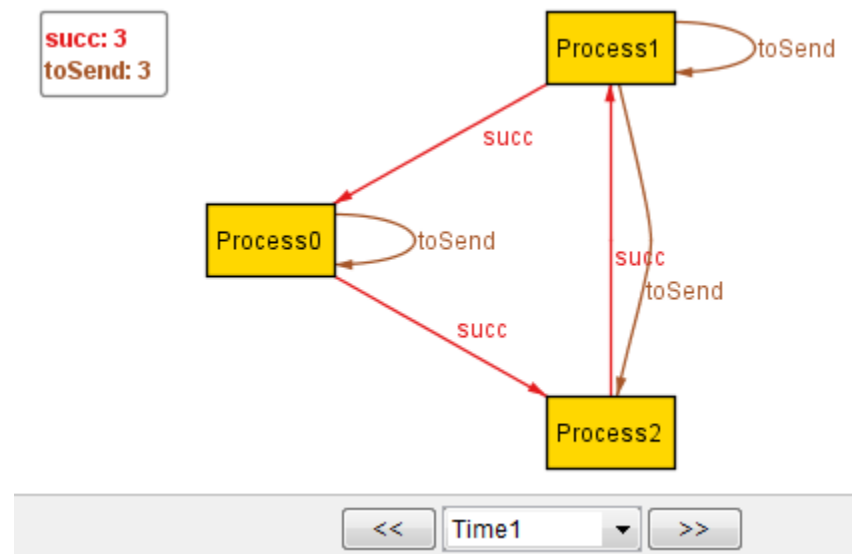 succ: 3
toSend: 3
Process1
toSend
succ
Process0
toSend
succ
toSend
succ
Process2
<<
Time1
>>